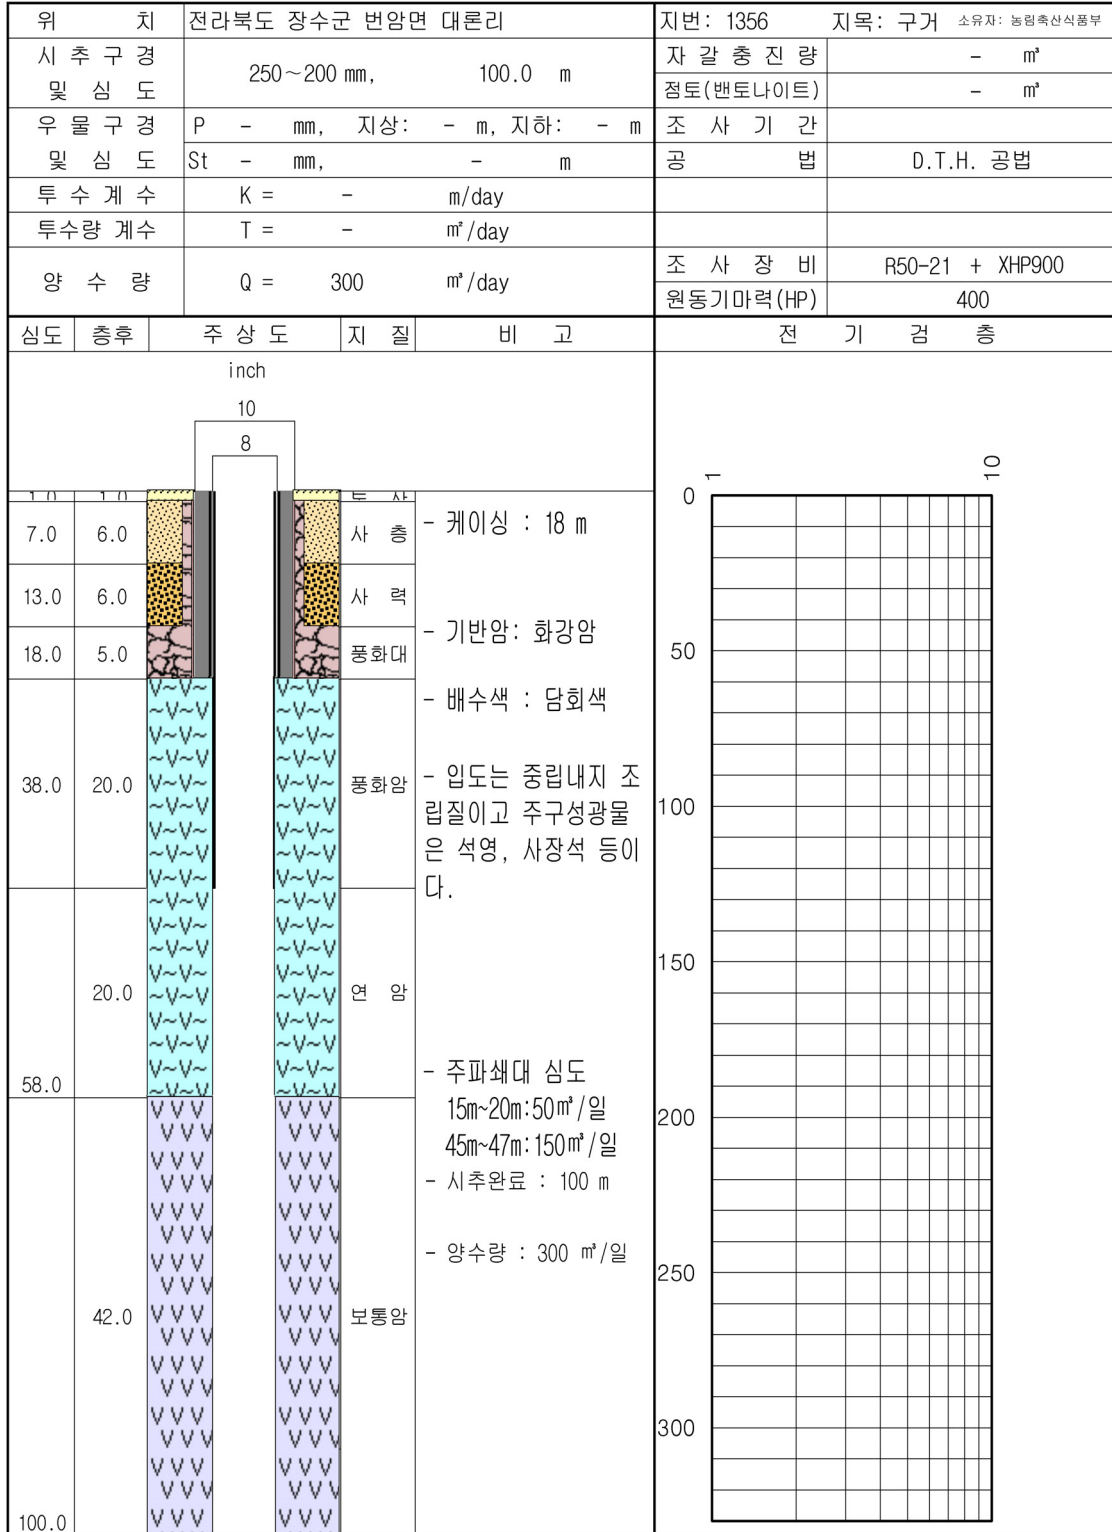 위 치 전라북도 장수군 번암면 대론리 지번: 1356 지목: 구거 소유자: 농림축산식품부
시 추 구 경 및 심 도 250~200 mm, 100.0 m
자 갈 충 진 량 - ㎥
점토(밴토나이트) - ㎥
우 물 구 경 및 심 도 P - mm, 지상: - m, 지하: - m
St - mm, - m
조 사 기 간
공 법 D.T.H. 공법
투 수 계 수 K = - m/day
투수량 계수 T = - ㎡/day
양 수 량 Q = 300 ㎥/day
조 사 장 비 R50-21 + XHP900
원동기마력(HP) 400
심도 층후 주 상 도 지 질 비 고 전 기 검 층
inch
10
8
1 10
1.0 1.0 토 사
7.0 6.0 사 층 - 케이싱 : 18 m
13.0 6.0 사 력
- 기반암: 화강암
18.0 5.0 풍화대
- 배수색 : 담회색
38.0 20.0 풍화암
- 입도는 중립내지 조
립질이고 주구성광물
은 석영, 사장석 등이
다.
20.0 연 암
58.0
- 주파쇄대 심도
15m~20m:50㎥/일
45m~47m:150㎥/일
- 시추완료 : 100 m
- 양수량 : 300 ㎥/일
42.0 보통암
100.0
0
50
100
150
200
250
300